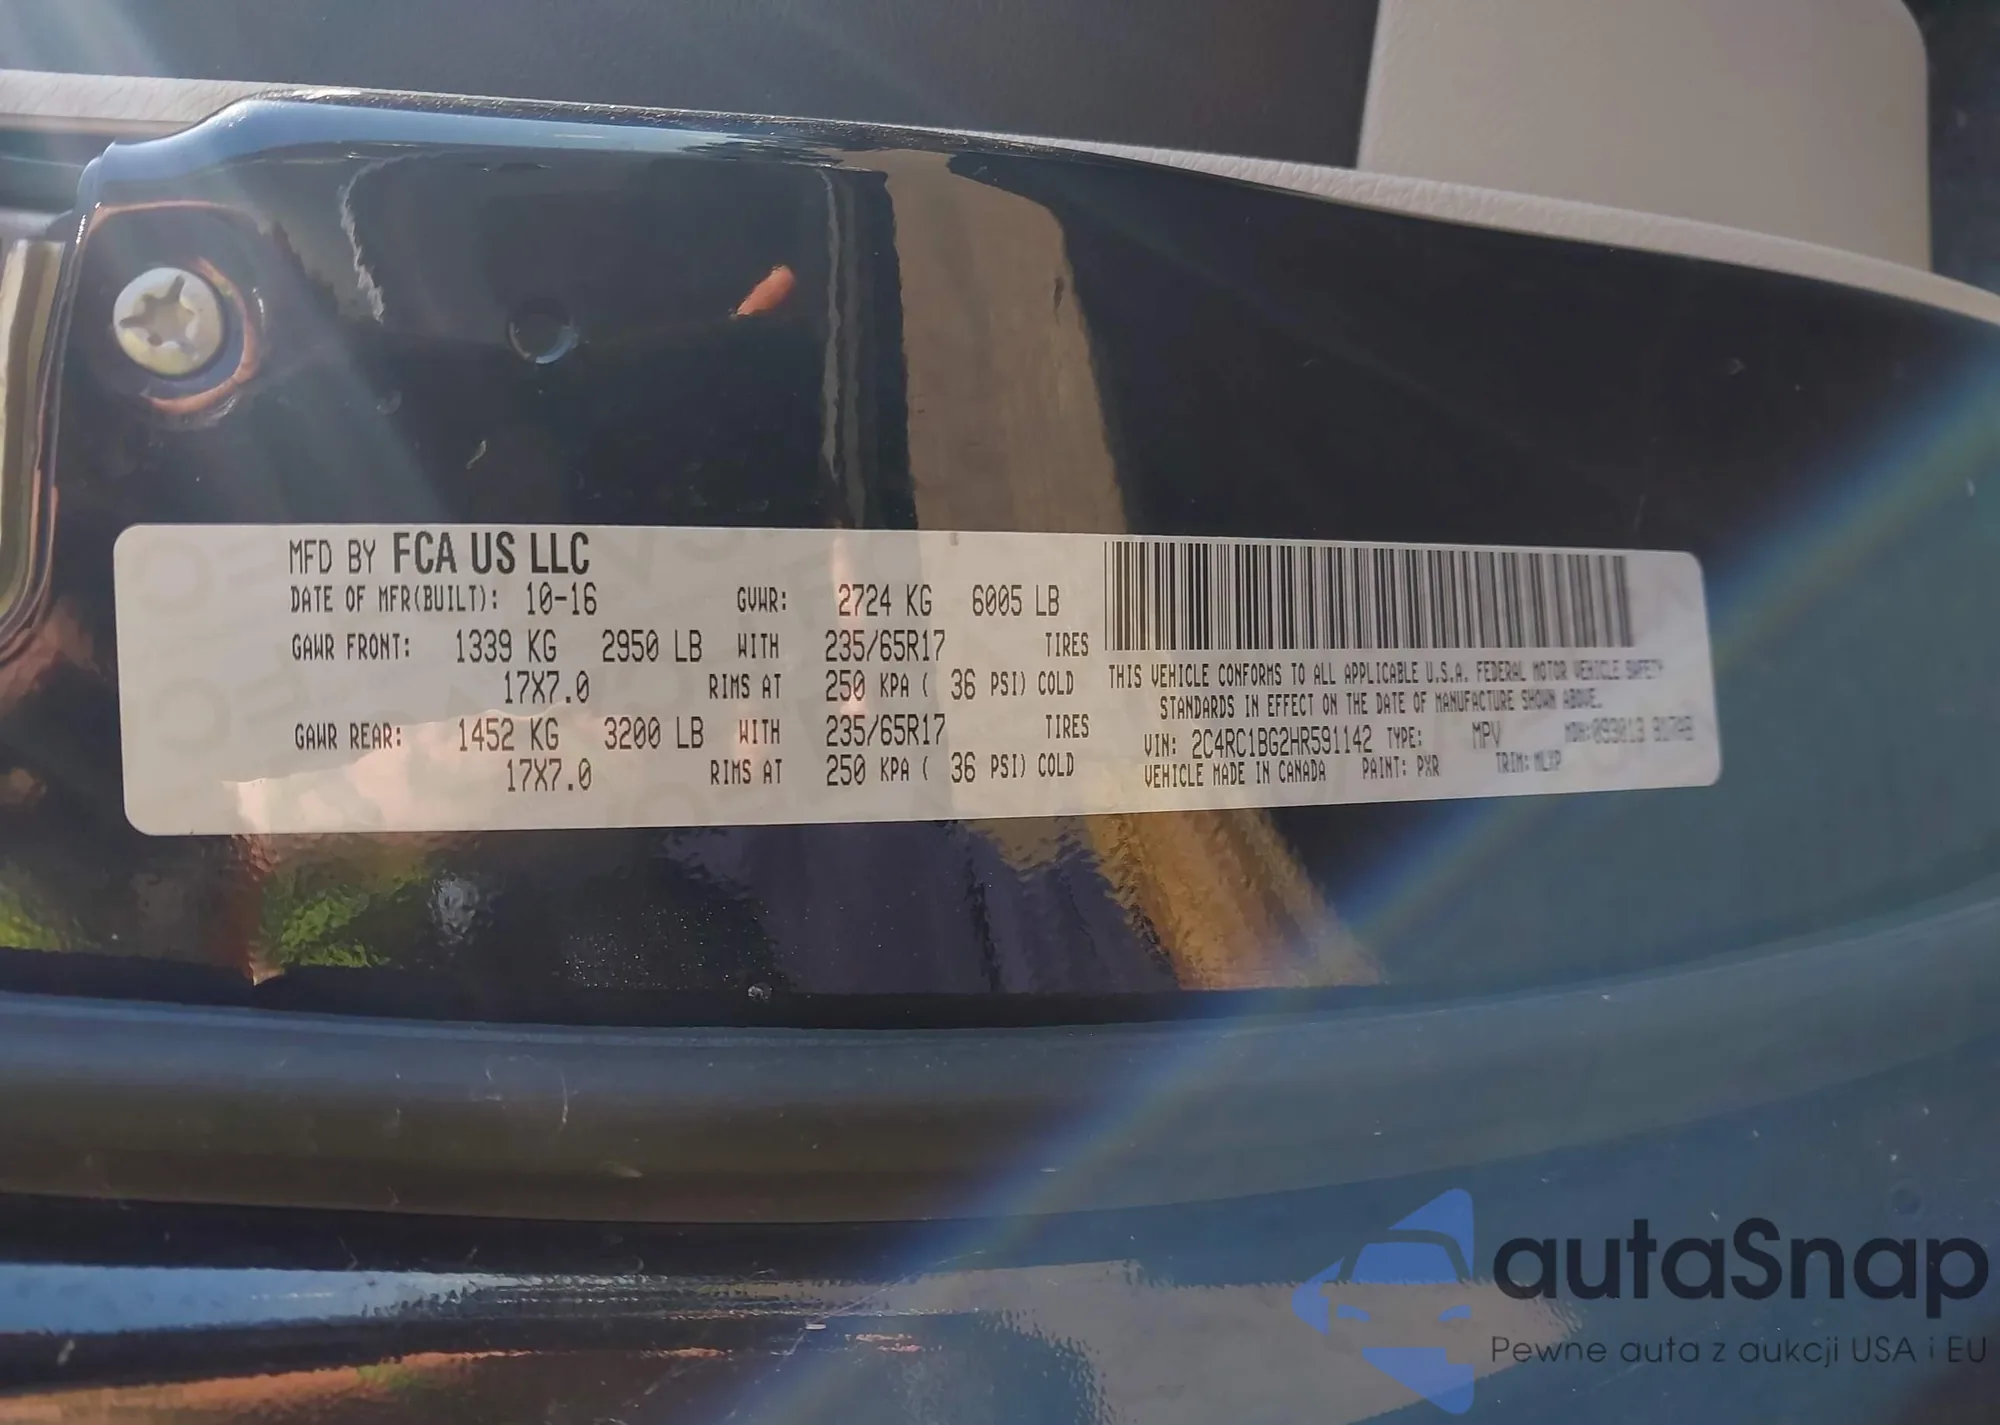 MFD BY FCA US LLC
DATE OF MFR(BUILT): 10-16 GVWR: 2724 KG 6005 LB
GAWR FRONT: 1339 KG 2950 LB WITH 235/65R17 TIRES
17X7.0 RIMS AT 250 KPA ( 36 PSI) COLD
GAWR REAR: 1452 KG 3200 LB WITH 235/65R17 TIRES
17X7.0 RIMS AT 250 KPA ( 36 PSI) COLD
THIS VEHICLE CONFORMS TO ALL APPLICABLE U.S.A. FEDERAL MOTOR VEHICLE SAFETY
STANDARDS IN EFFECT ON THE DATE OF MANUFACTURE SHOWN ABOVE.
VIN: 2C4RC1BG2HR591142 TYPE: MPV MDH:
VEHICLE MADE IN CANADA PAINT: PXR TRIM:
autaSnap
Pewne auta z aukcji USA i EU